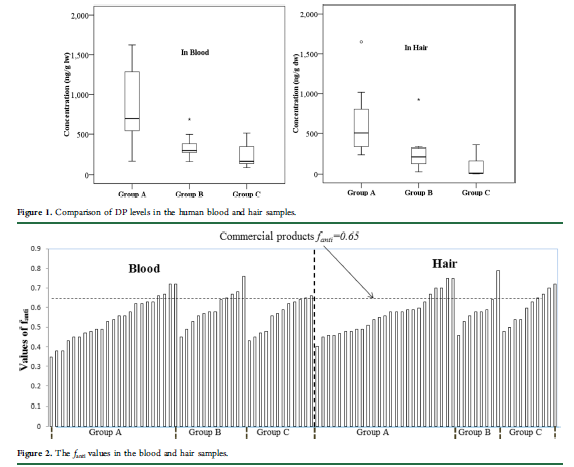 2,000
1,500
1,000
500
0
Concentration (ng/g lw)
In Blood
Group A Group B Group C
2,000
1,500
1,000
500
0
Concentration (ng/g dw)
In Hair
Group A Group B Group C
Figure 1. Comparison of DP levels in the human blood and hair samples.
Commercial products fanti=0.65
Blood
Hair
Values of fanti
0.9
0.8
0.7
0.6
0.5
0.4
0.3
0.2
0.1
0
Group A Group B Group C Group A Group B Group C
Figure 2. The fanti values in the blood and hair samples.